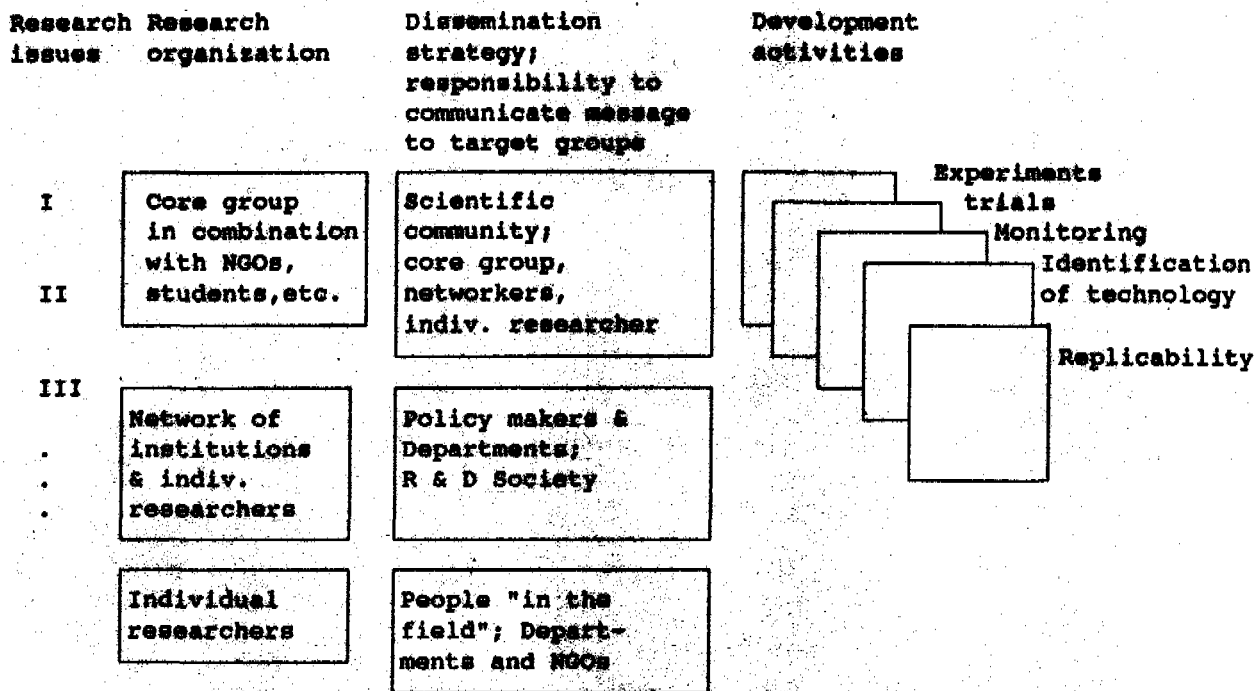 Research Research
issues organization
Dissemination
strategy;
responsibility to
communicate message
to target groups
Development
activities
I
II
III
.
.
.
Core group
in combination
with NGOs,
students,etc.
Scientific
community;
core group,
networkers,
indiv. researcher
Experiments
trials
Monitoring
Identification
of technology
Replicability
Network of
institutions
& indiv.
researchers
Policy makers &
Departments;
R & D Society
Individual
researchers
People "in the
field"; Depart-
ments and NGOs